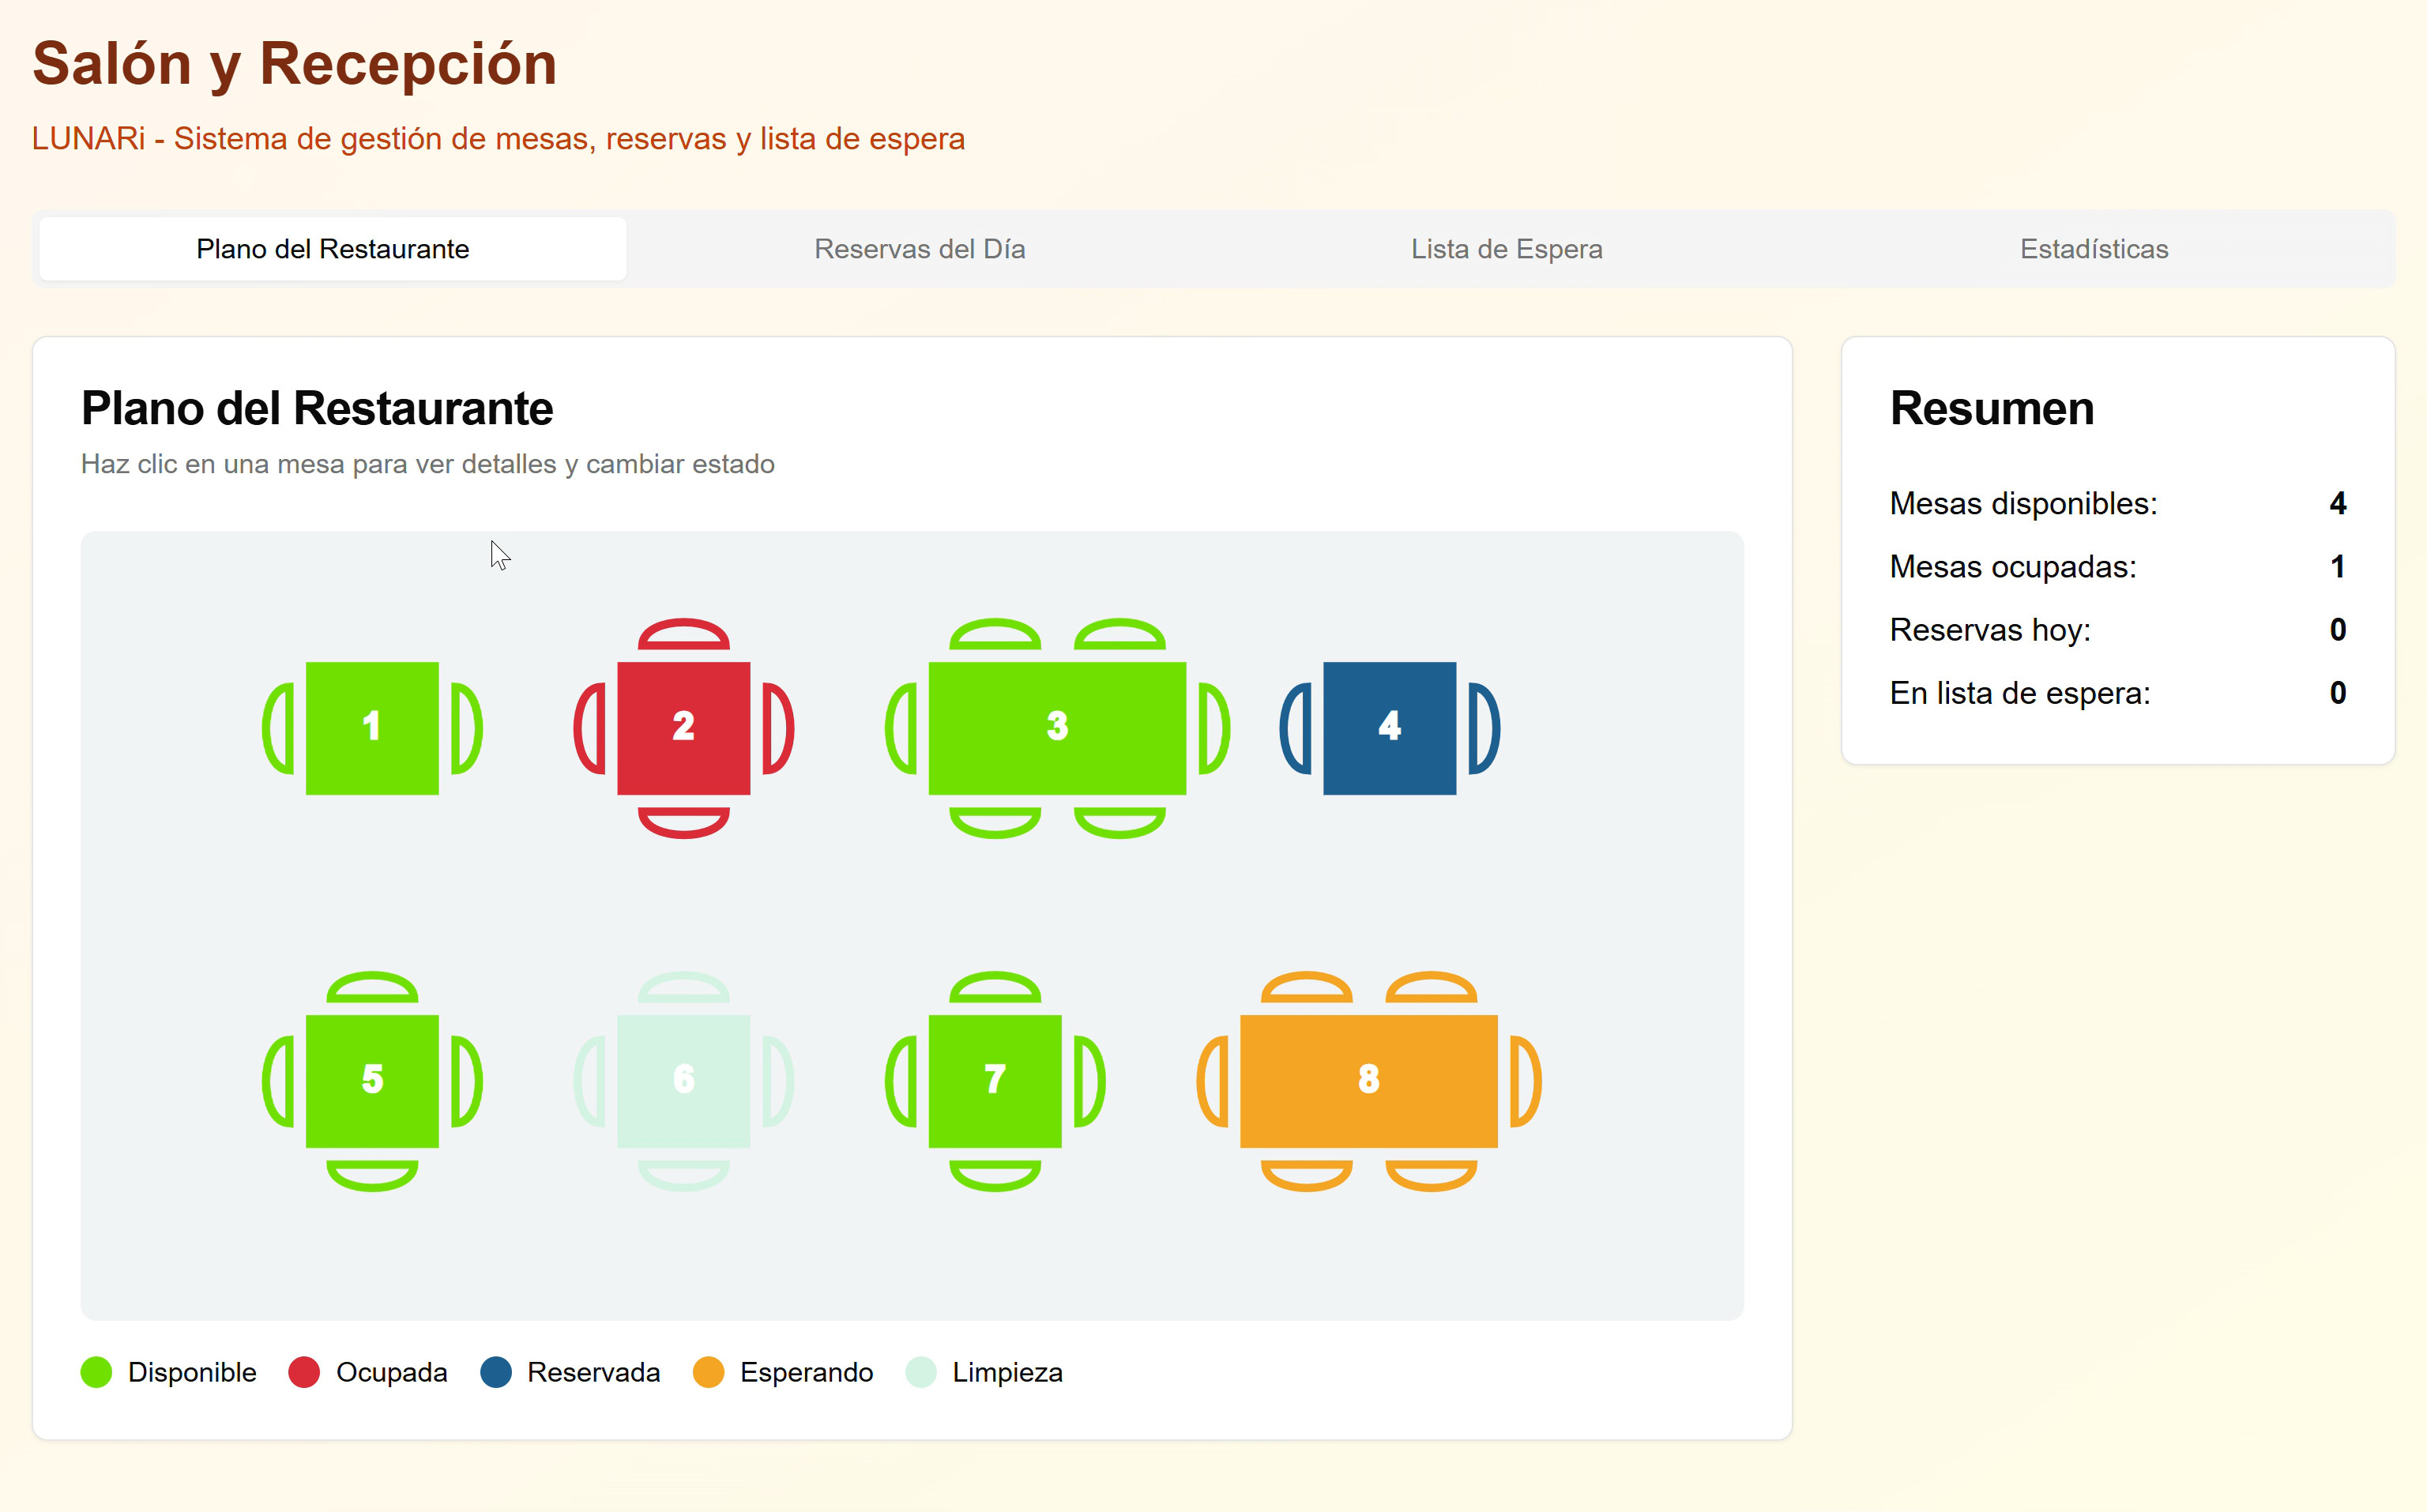 Salón y Recepción
LUNARi - Sistema de gestión de mesas, reservas y lista de espera
Plano del Restaurante
Reservas del Día
Lista de Espera
Estadísticas
Plano del Restaurante
Haz clic en una mesa para ver detalles y cambiar estado
1
2
3
4
5
6
7
8
Disponible
Ocupada
Reservada
Esperando
Limpieza
Resumen
Mesas disponibles: 4
Mesas ocupadas: 1
Reservas hoy: 0
En lista de espera: 0